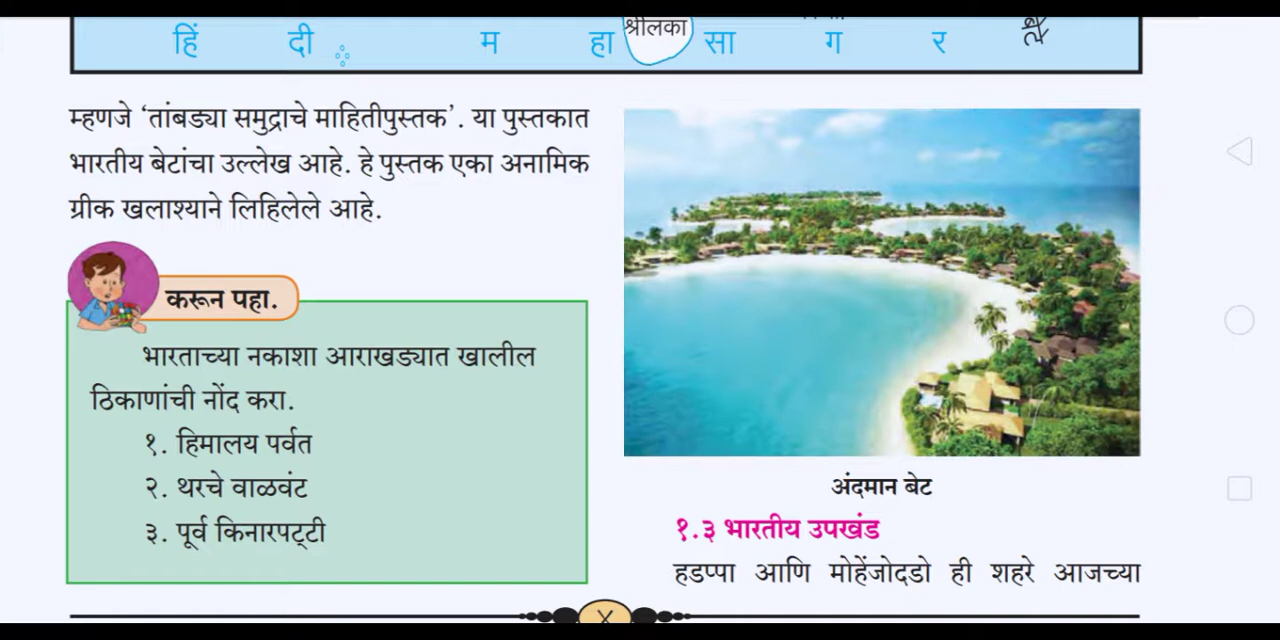 श्रीलंका
हिं दी म हा सा ग र
म्हणजे ‘तांबड्या समुद्राचे माहितीपुस्तक’. या पुस्तकात
भारतीय बेटांचा उल्लेख आहे. हे पुस्तक एका अनामिक
ग्रीक खलाश्याने लिहिलेले आहे.
करून पहा.
भारताच्या नकाशा आराखड्यात खालील
ठिकाणांची नोंद करा.
१. हिमालय पर्वत
२. थरचे वाळवंट
३. पूर्व किनारपट्टी
अंदमान बेट
१.३ भारतीय उपखंड
हडप्पा आणि मोहेंजोदडो ही शहरे आजच्या